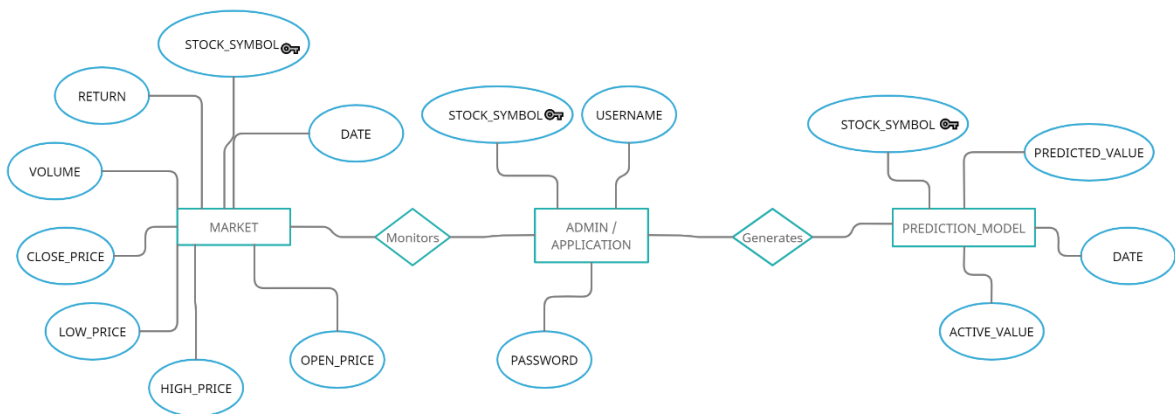 STOCK_SYMBOL
RETURN
DATE
VOLUME
MARKET
CLOSE_PRICE
LOW_PRICE
HIGH_PRICE
OPEN_PRICE
Monitors
STOCK_SYMBOL
USERNAME
ADMIN /
APPLICATION
PASSWORD
Generates
STOCK_SYMBOL
PREDICTED_VALUE
PREDICTION_MODEL
DATE
ACTIVE_VALUE